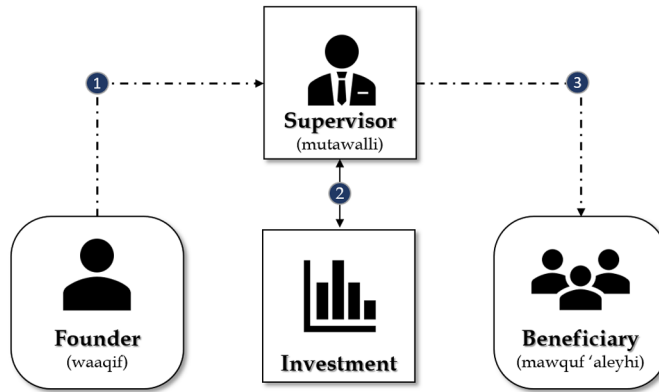 1
3
Supervisor
(mutawalli)
2
Founder
(waaqif)
Investment
Beneficiary
(mawquf ‘aleyhi)